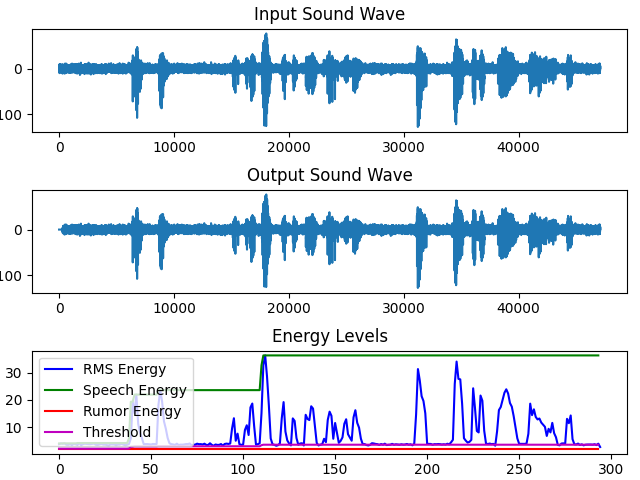 Input Sound Wave
0
100
0 10000 20000 30000 40000
Output Sound Wave
0
100
0 10000 20000 30000 40000
Energy Levels
30
20
10
RMS Energy
Speech Energy
Rumor Energy
Threshold
0 50 100 150 200 250 300